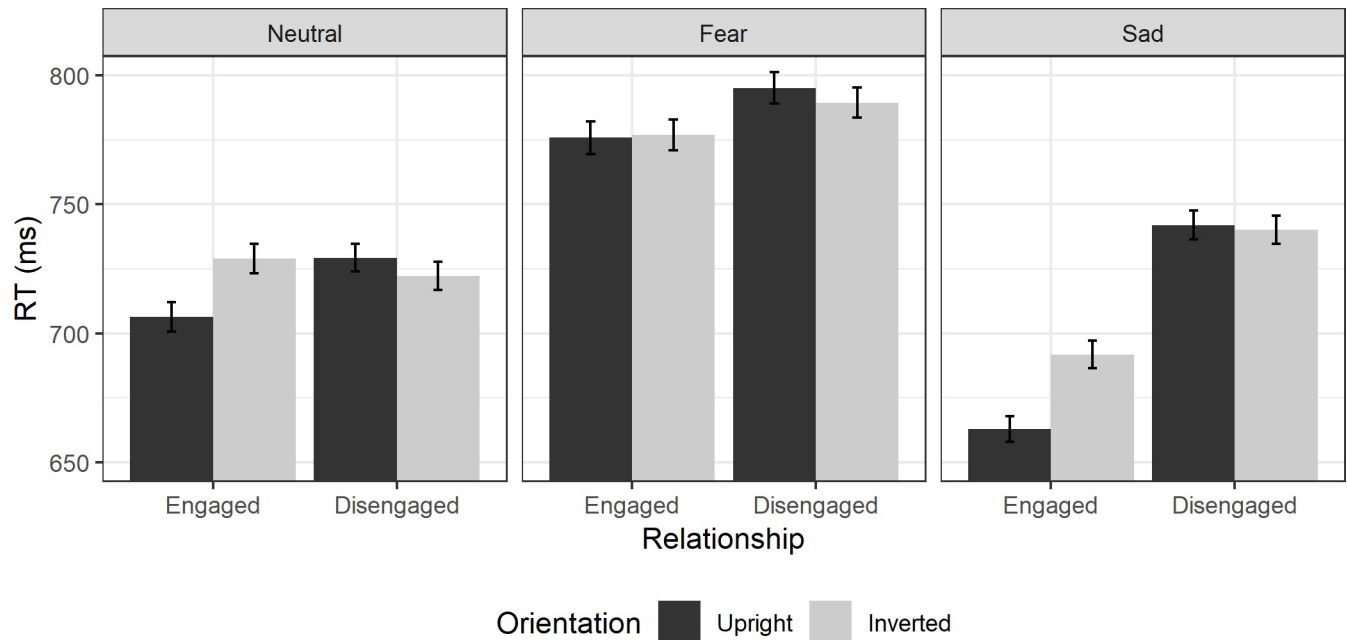 Neutral Fear Sad
RT (ms)
800
750
700
650
Engaged Disengaged Engaged Disengaged Engaged Disengaged
Relationship
Orientation Upright Inverted